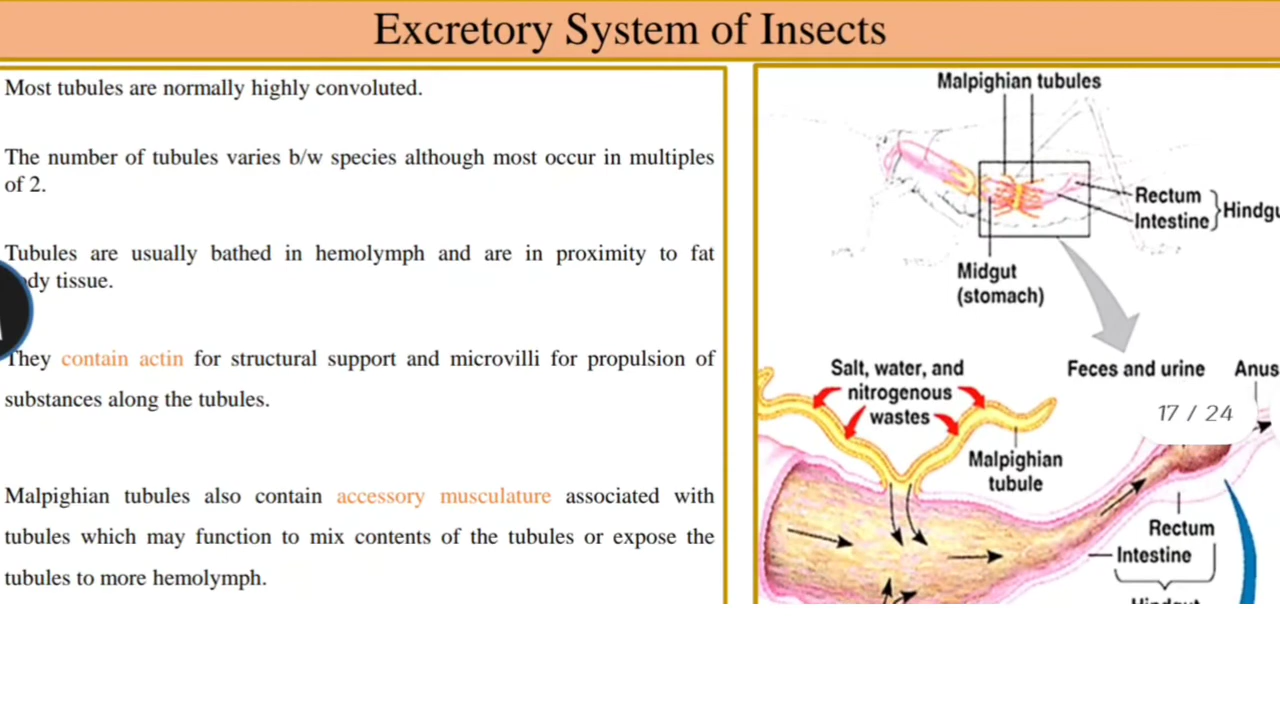 Excretory System of Insects
Most tubules are normally highly convoluted.
The number of tubules varies b/w species although most occur in multiples
of 2.
Tubules are usually bathed in hemolymph and are in proximity to fat
dy tissue.
They contain actin for structural support and microvilli for propulsion of
substances along the tubules.
Malpighian tubules also contain accessory musculature associated with
tubules which may function to mix contents of the tubules or expose the
tubules to more hemolymph.
Malpighian tubules
Rectum
Intestine
Hindgu
Midgut
(stomach)
Salt, water, and
nitrogenous
wastes
Feces and urine
Anus
17 / 24
Malpighian
tubule
Rectum
Intestine